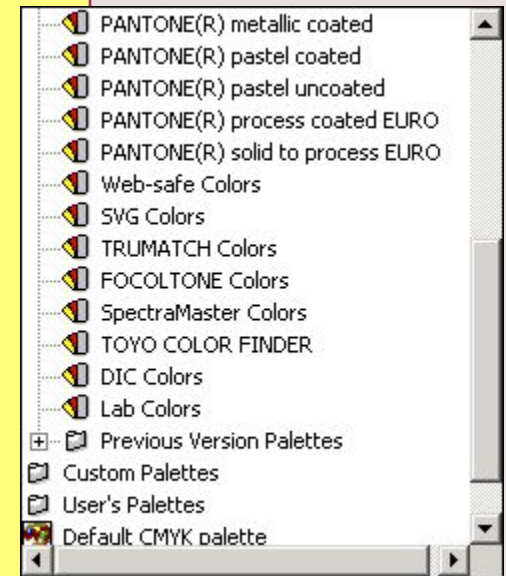 PANTONE(R) metallic coated
PANTONE(R) pastel coated
PANTONE(R) pastel uncoated
PANTONE(R) process coated EURO
PANTONE(R) solid to process EURO
Web-safe Colors
SVG Colors
TRUMATCH Colors
FOCOLTONE Colors
SpectraMaster Colors
TOYO COLOR FINDER
DIC Colors
Lab Colors
Previous Version Palettes
Custom Palettes
User's Palettes
Default CMYK palette